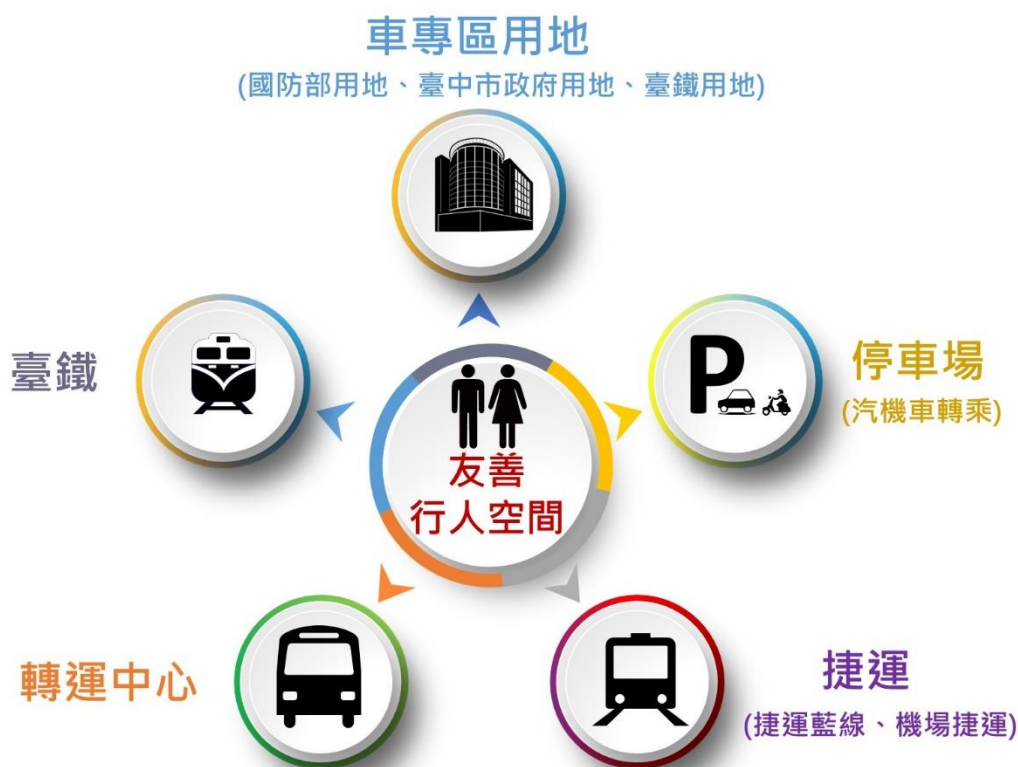 車專區用地
(國防部用地、臺中市政府用地、臺鐵用地)
臺鐵
P
停車場
(汽機車轉乘)
友善
行人空間
轉運中心
捷運
(捷運藍線、機場捷運)